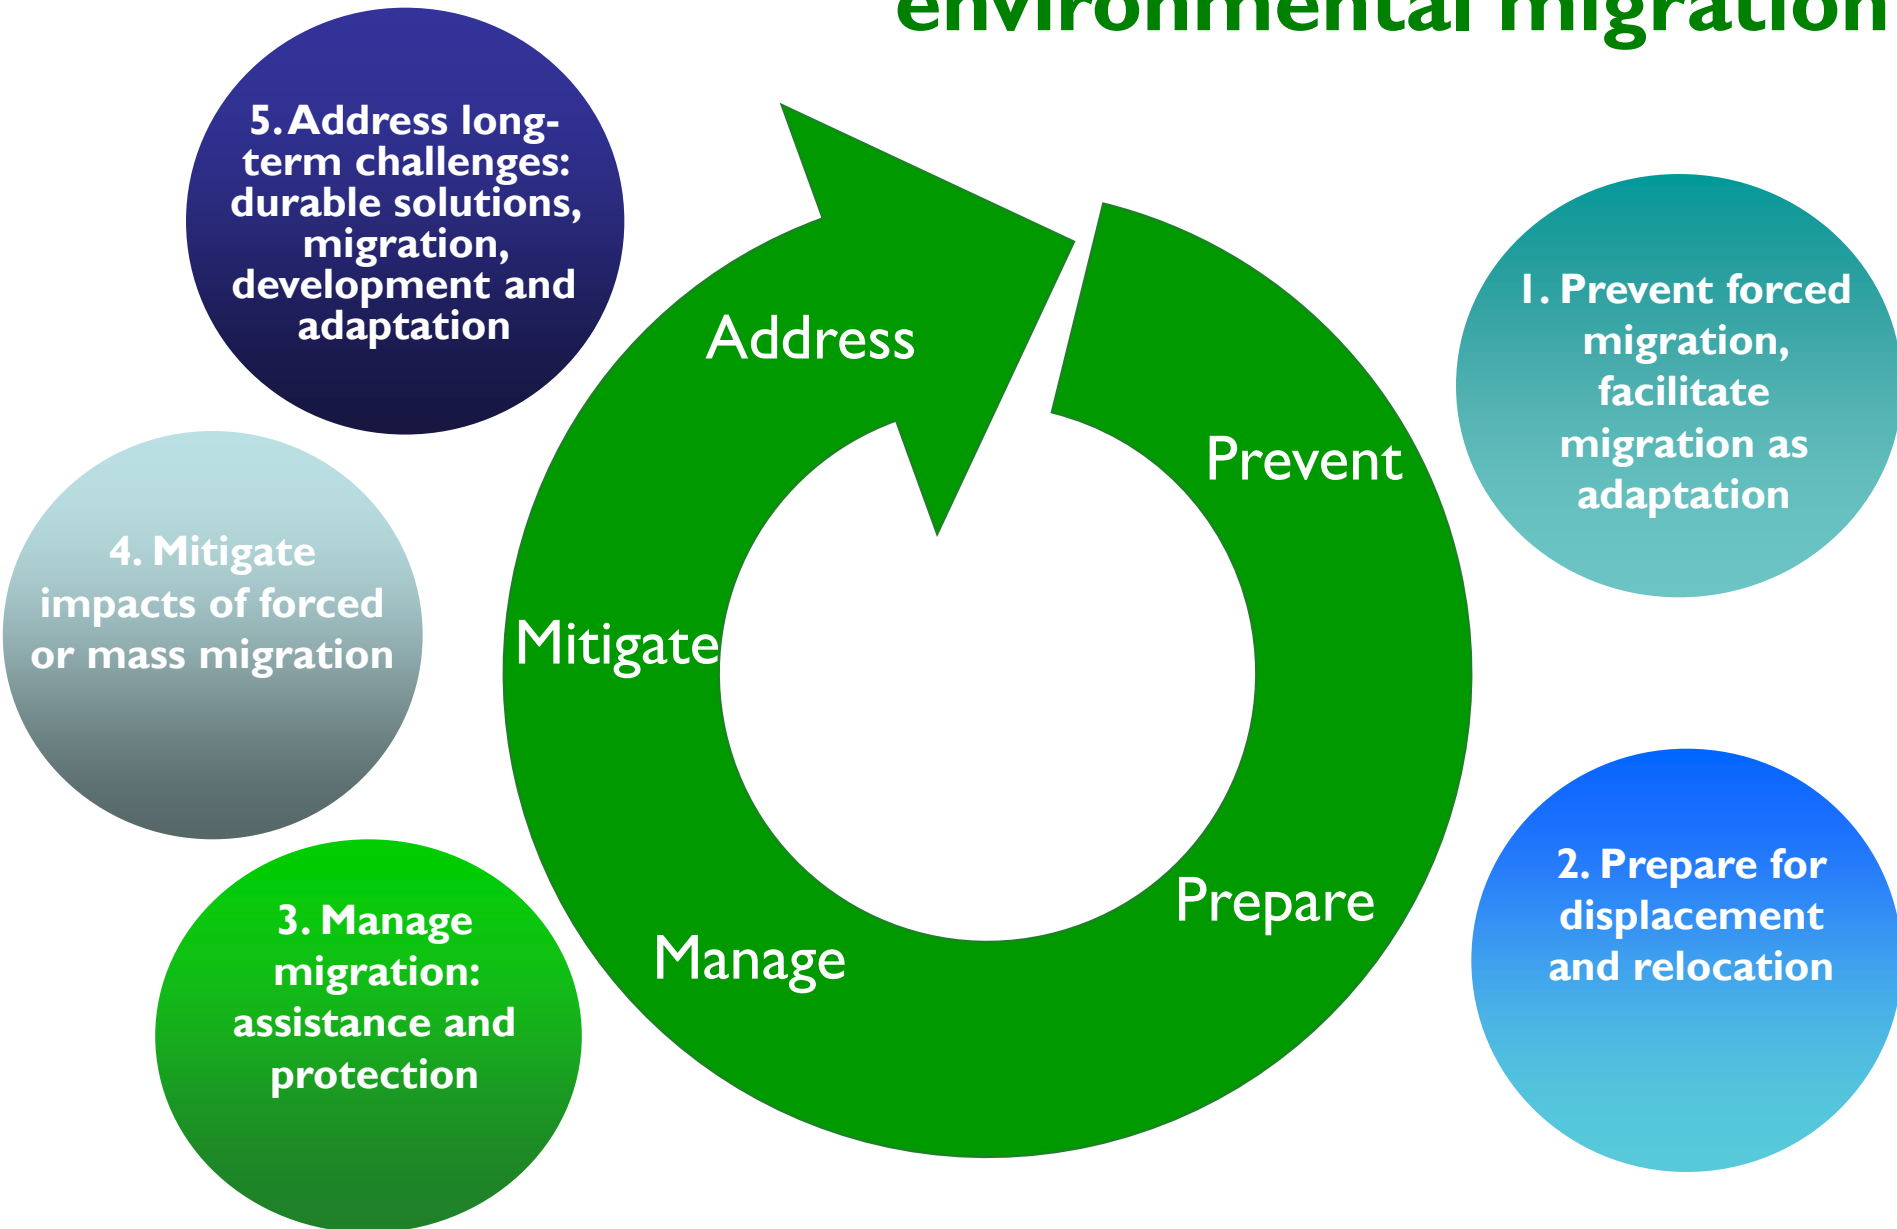 environmental migration
5. Address long-
term challenges:
durable solutions,
migration,
development and
adaptation
1. Prevent forced
migration,
facilitate
migration as
adaptation
Address
Prevent
4. Mitigate
impacts of forced
or mass migration
Mitigate
2. Prepare for
displacement
and relocation
Prepare
3. Manage
migration:
assistance and
protection
Manage